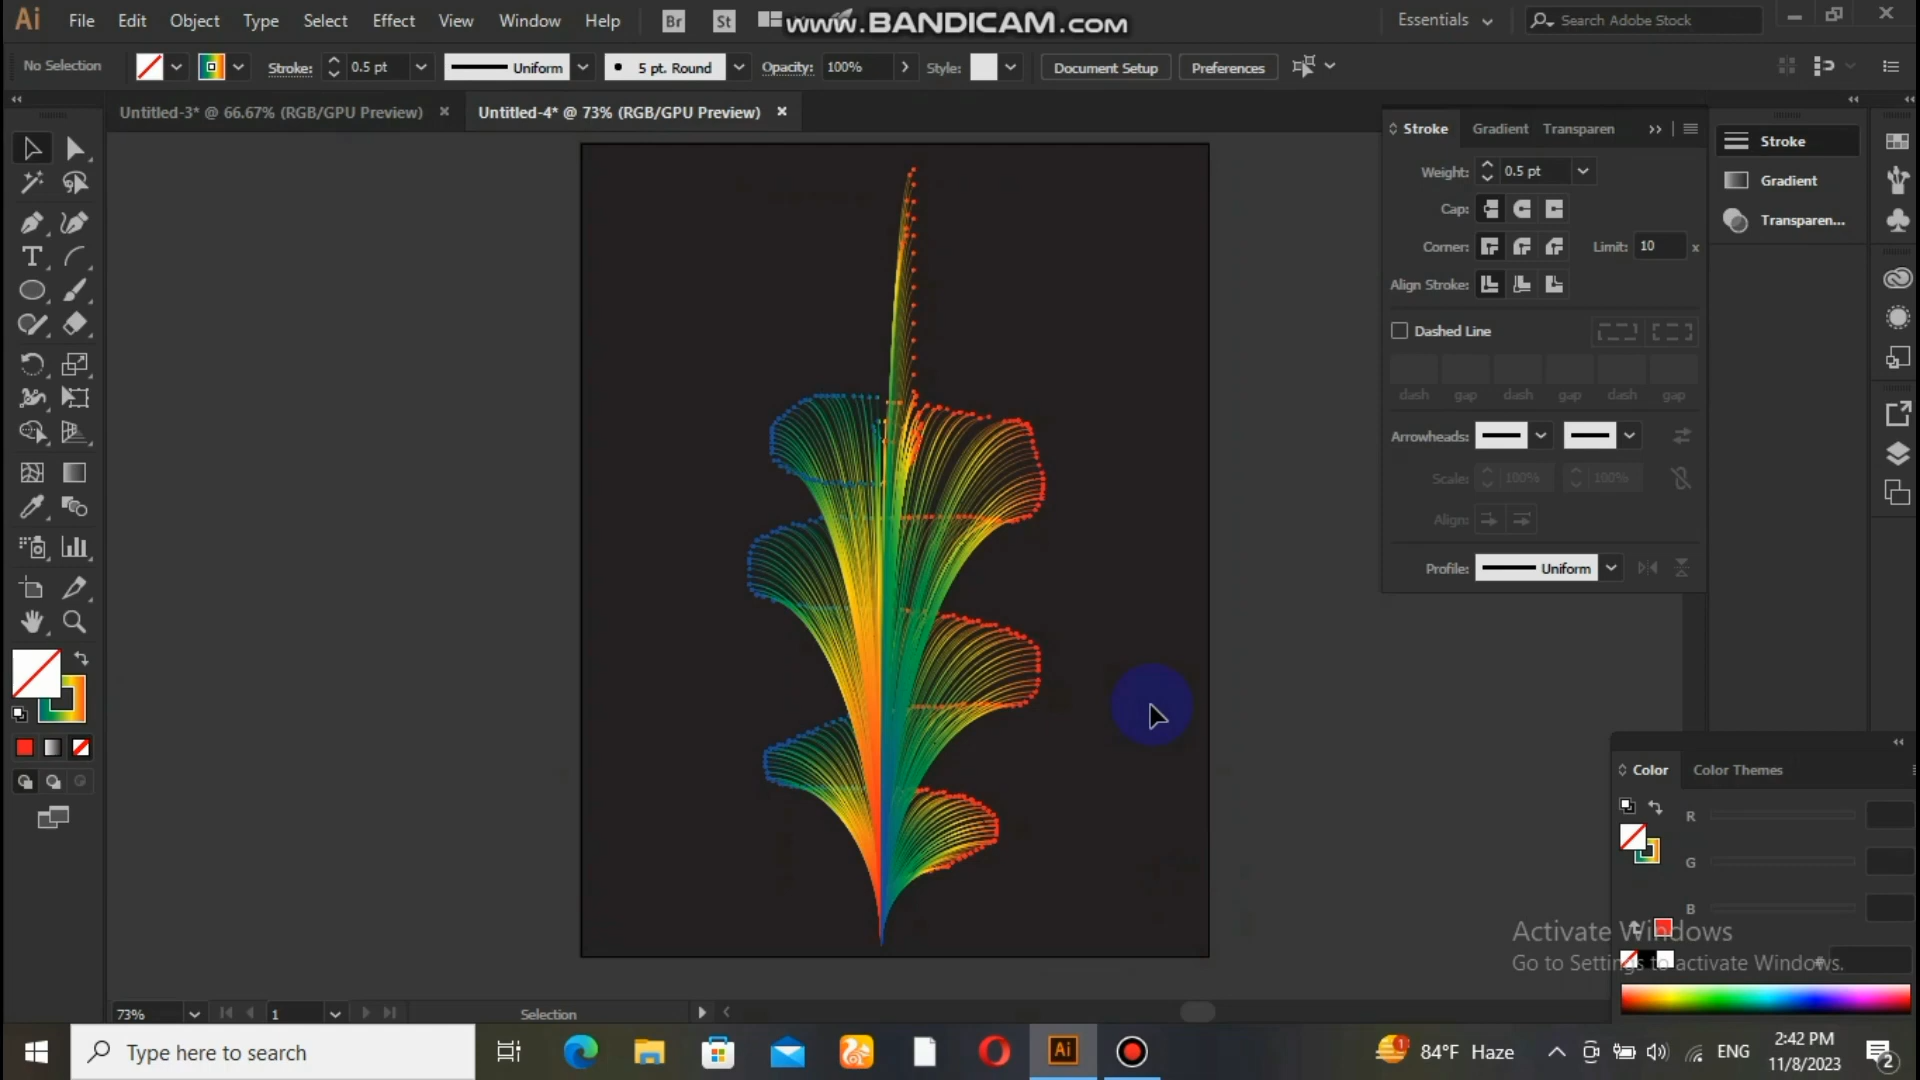 Ai File Edit Object Type Select Effect View Window Help Br St www.BANDICAM.com Essentials Search Adobe Stock
No Selection Stroke: 0.5 pt Uniform 5 pt. Round Opacity: 100% Style: Document Setup Preferences
Untitled-3* @ 66.67% (RGB/GPU Preview) × Untitled-4* @ 73% (RGB/GPU Preview) ×
Stroke Gradient Transparen
Weight: 0.5 pt
Cap:
Corner: Limit: 10 x
Align Stroke:
Dashed Line
dash gap dash gap dash gap
Arrowheads:
Scale: 100% 100%
Align:
Profile: Uniform
Stroke
Gradient
Transparen...
Color Color Themes
R
G
B
#
Activate Windows
Go to Settings to activate Windows.
73% 1 Selection
Type here to search
Ai
1
84°F Haze
ENG
2:42 PM
11/8/2023
2